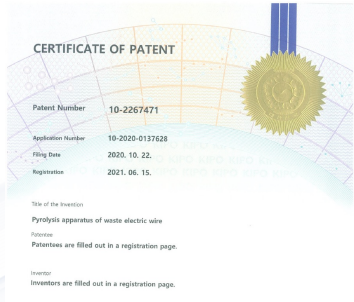 CERTIFICATE OF PATENT
Patent Number 10-2267471
Application Number 10-2020-0137628
Filing Date 2020. 10. 22.
Registration 2021. 06. 15.
Title of the Invention
Pyrolysis apparatus of waste electric wire
Patentee
Patentees are filled out in a registration page.
Inventor
Inventors are filled out in a registration page.